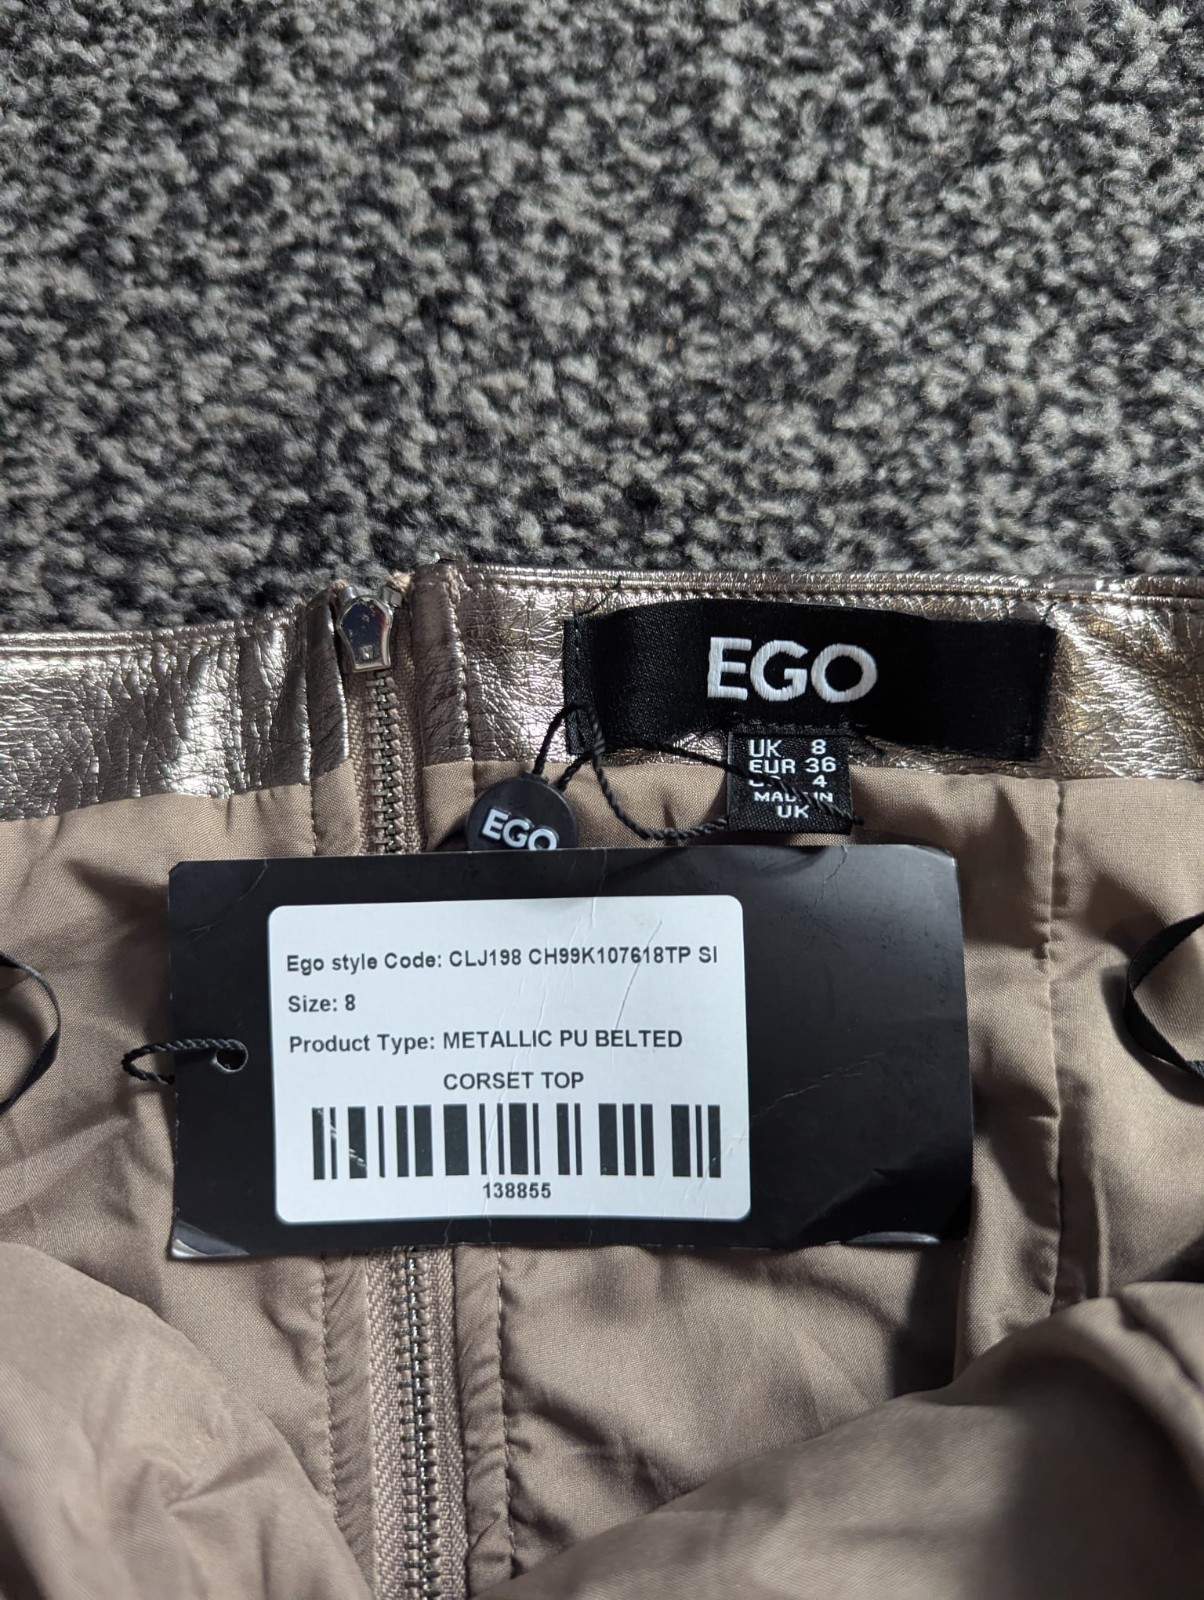 EGO
UK 8
EUR 36
4
MADE IN
UK
EGO
Ego style Code: CLJ198 CH99K107618TP SI
Size: 8
Product Type: METALLIC PU BELTED
CORSET TOP
138855